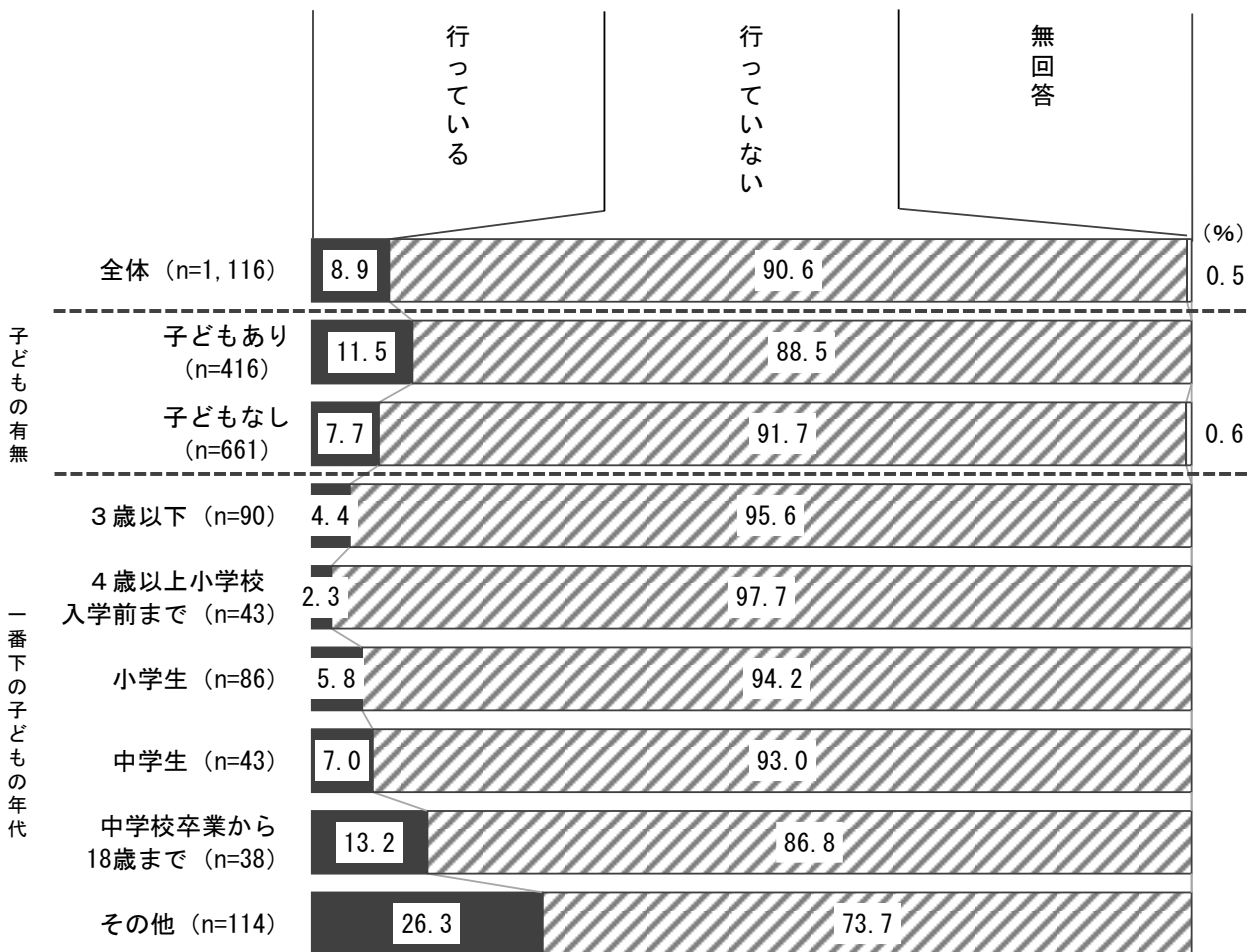 行っている
行っていない
無回答
(%)
全体 (n=1,116)
8.9
90.6
0.5
子どもの有無
子どもあり
(n=416)
11.5
88.5
子どもなし
(n=661)
7.7
91.7
0.6
一番下の子どもの年代
３歳以下 (n=90)
4.4
95.6
４歳以上小学校
入学前まで (n=43)
2.3
97.7
小学生 (n=86)
5.8
94.2
中学生 (n=43)
7.0
93.0
中学校卒業から
18歳まで (n=38)
13.2
86.8
その他 (n=114)
26.3
73.7